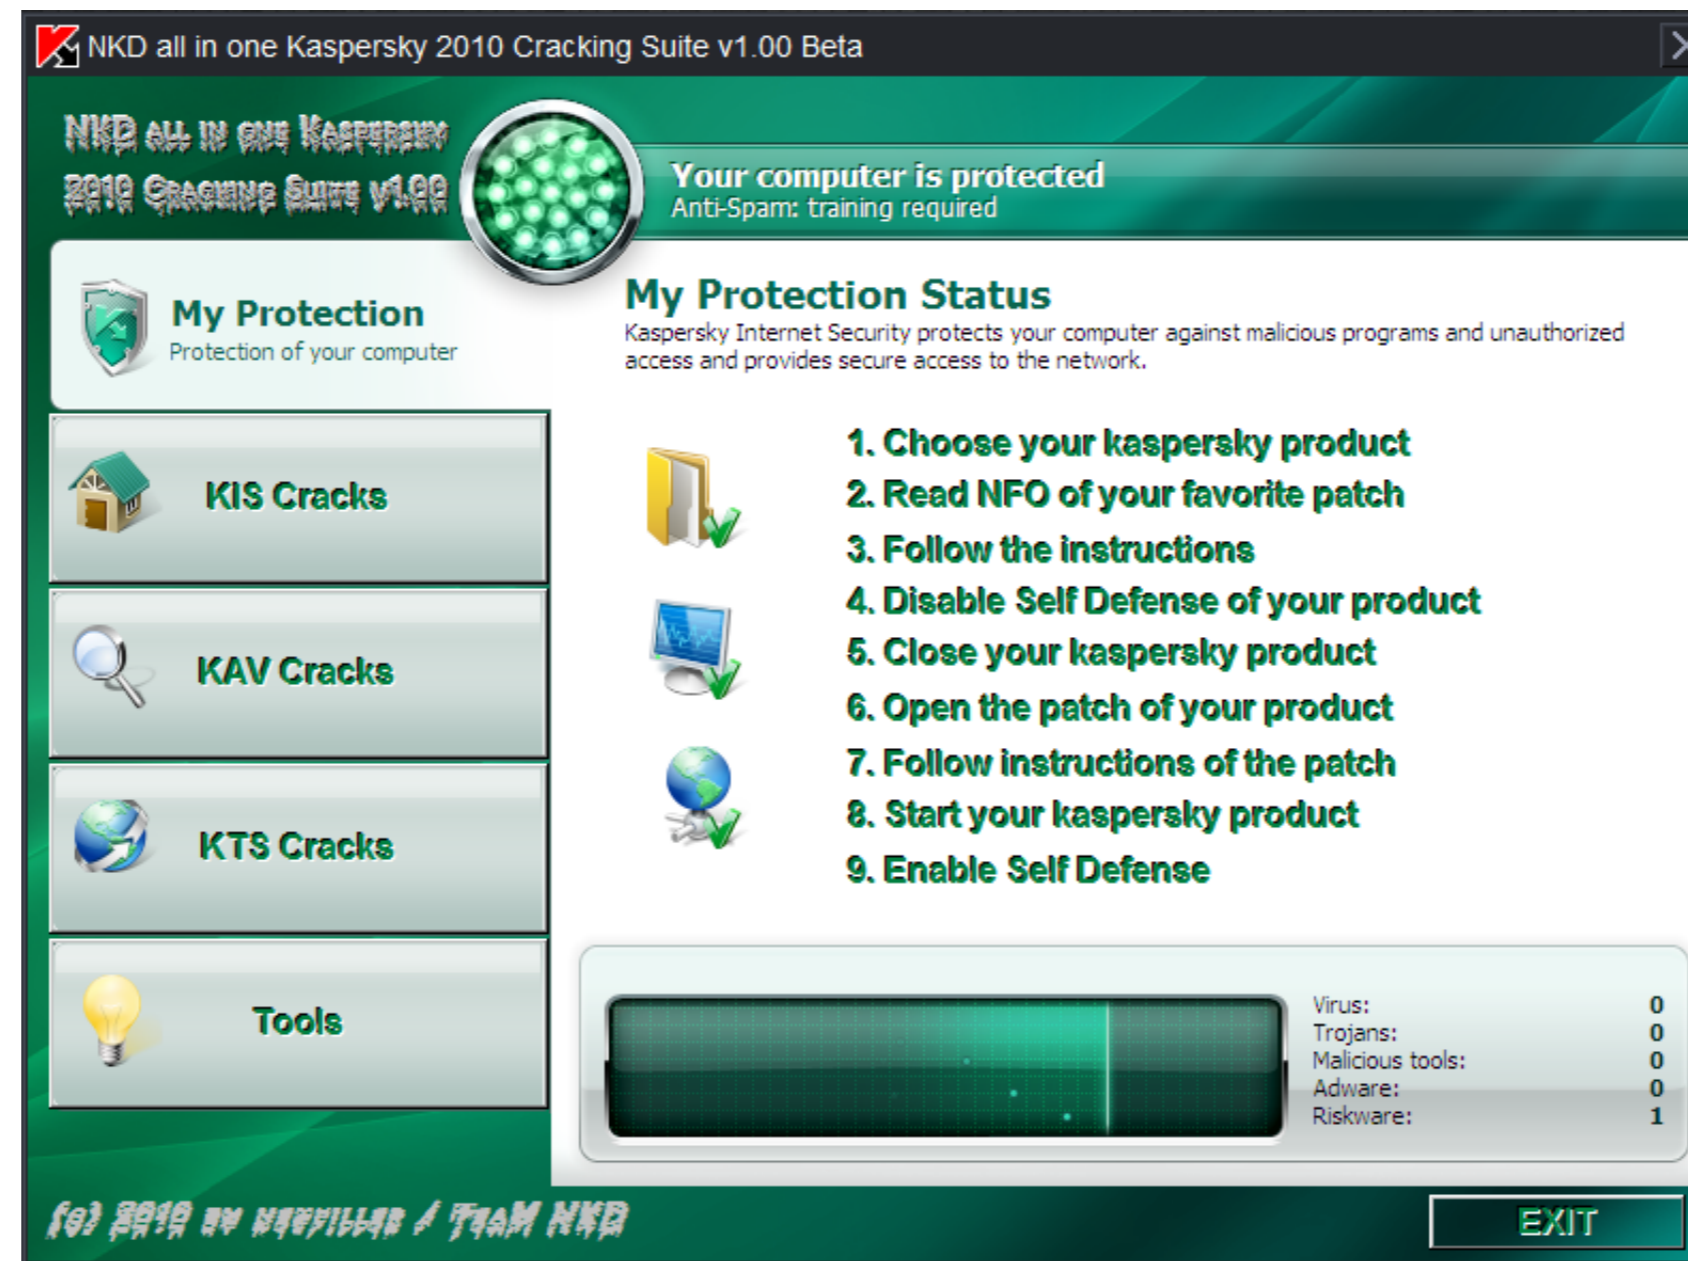 NKD all in one Kaspersky 2010 Cracking Suite v1.00 Beta
NKD all in one Kaspersky
2010 Cracking Suite v1.00
Your computer is protected
Anti-Spam: training required
My Protection
Protection of your computer
KIS Cracks
KAV Cracks
KTS Cracks
Tools
My Protection Status
Kaspersky Internet Security protects your computer against malicious programs and unauthorized
access and provides secure access to the network.
1. Choose your kaspersky product
2. Read NFO of your favorite patch
3. Follow the instructions
4. Disable Self Defense of your product
5. Close your kaspersky product
6. Open the patch of your product
7. Follow instructions of the patch
8. Start your kaspersky product
9. Enable Self Defense
Virus: 0
Trojans: 0
Malicious tools: 0
Adware: 0
Riskware: 1
(c) 2010 by / TeaM NKD
EXIT